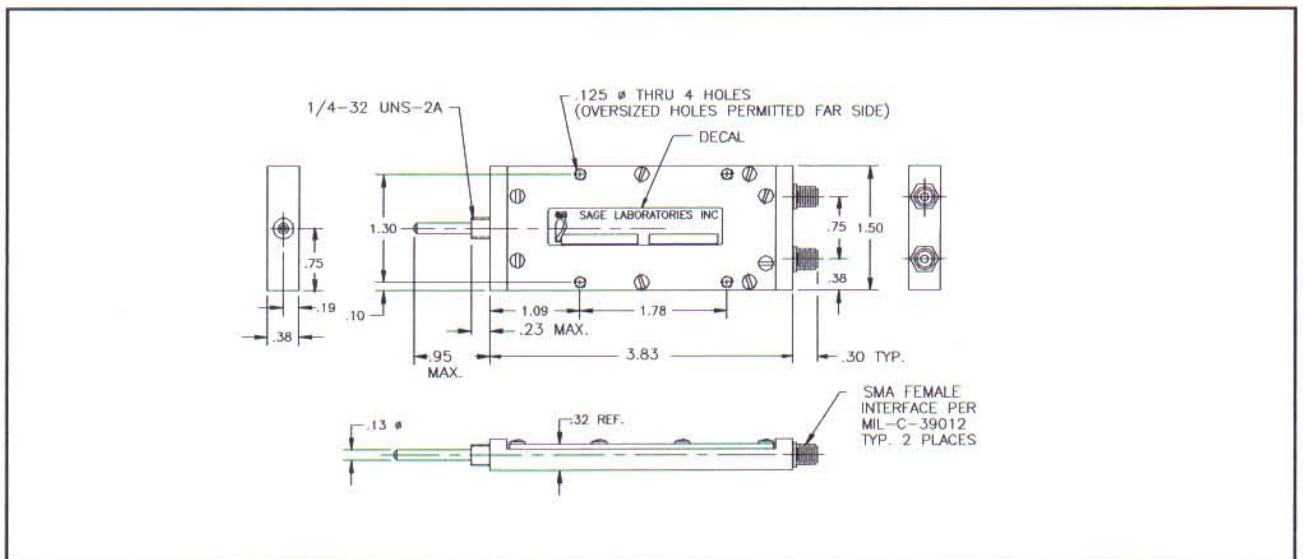 .125 ø THRU 4 HOLES
(OVERSIZED HOLES PERMITTED FAR SIDE)
1/4-32 UNS-2A
DECAL
SAGE LABORATORIES INC
1.30
.75
1.50
.75
.38
.19
.10
.38
1.09
1.78
.23 MAX.
.95
MAX.
3.83
.30 TYP.
SMA FEMALE
INTERFACE PER
MIL-C-39012
TYP. 2 PLACES
.13 ø
.32 REF.